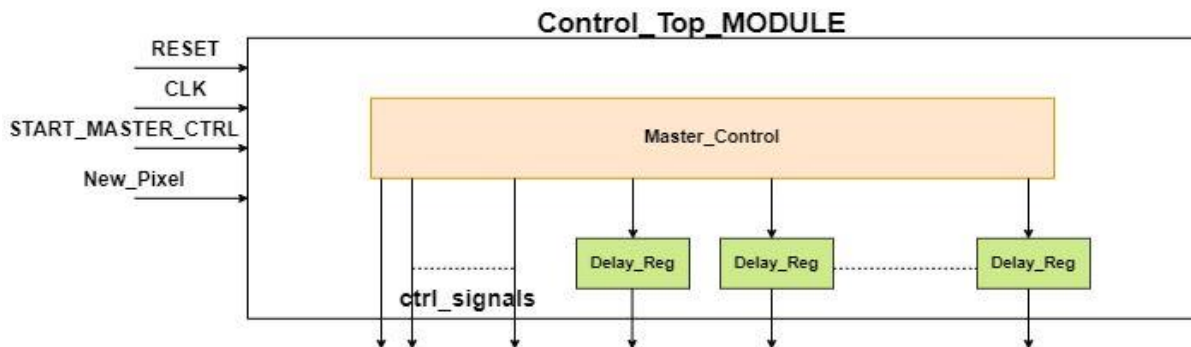 Control_Top_MODULE
RESET
CLK
START_MASTER_CTRL
New_Pixel
Master_Control
Delay_Reg
Delay_Reg
Delay_Reg
ctrl_signals